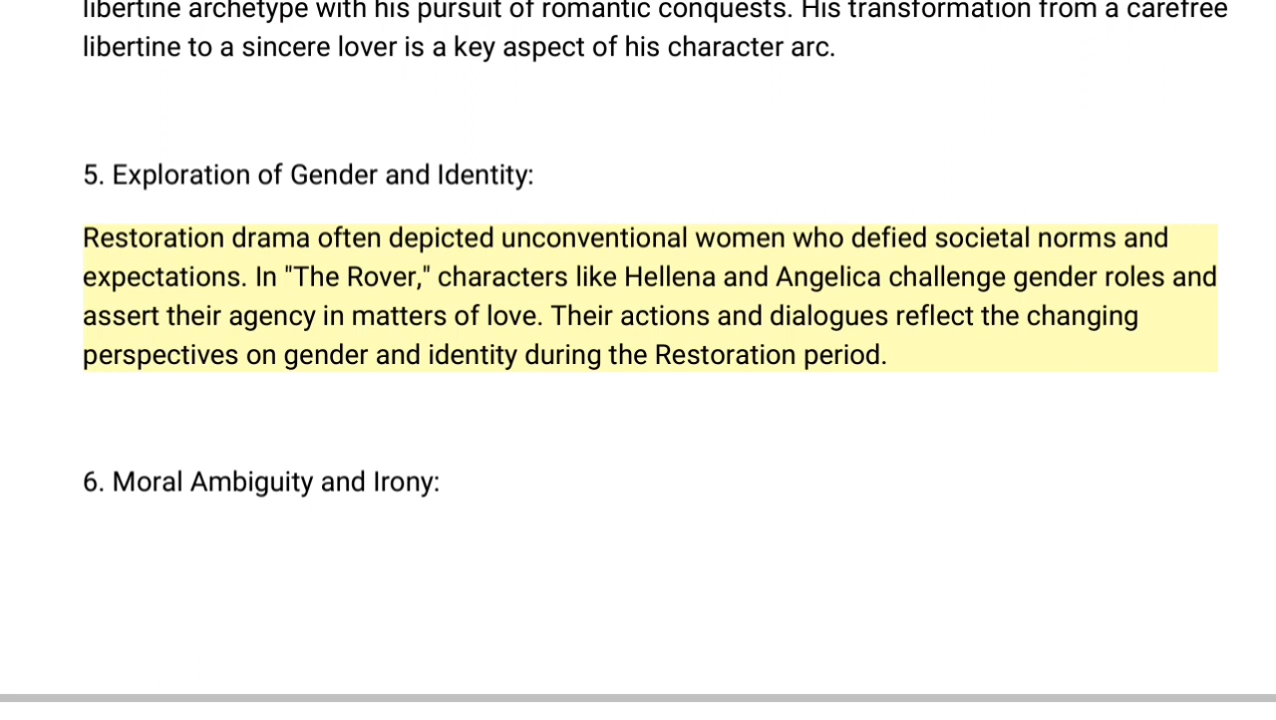 libertine archetype with his pursuit of romantic conquests. His transformation from a carefree
libertine to a sincere lover is a key aspect of his character arc.
5. Exploration of Gender and Identity:
Restoration drama often depicted unconventional women who defied societal norms and
expectations. In "The Rover," characters like Hellena and Angelica challenge gender roles and
assert their agency in matters of love. Their actions and dialogues reflect the changing
perspectives on gender and identity during the Restoration period.
6. Moral Ambiguity and Irony: